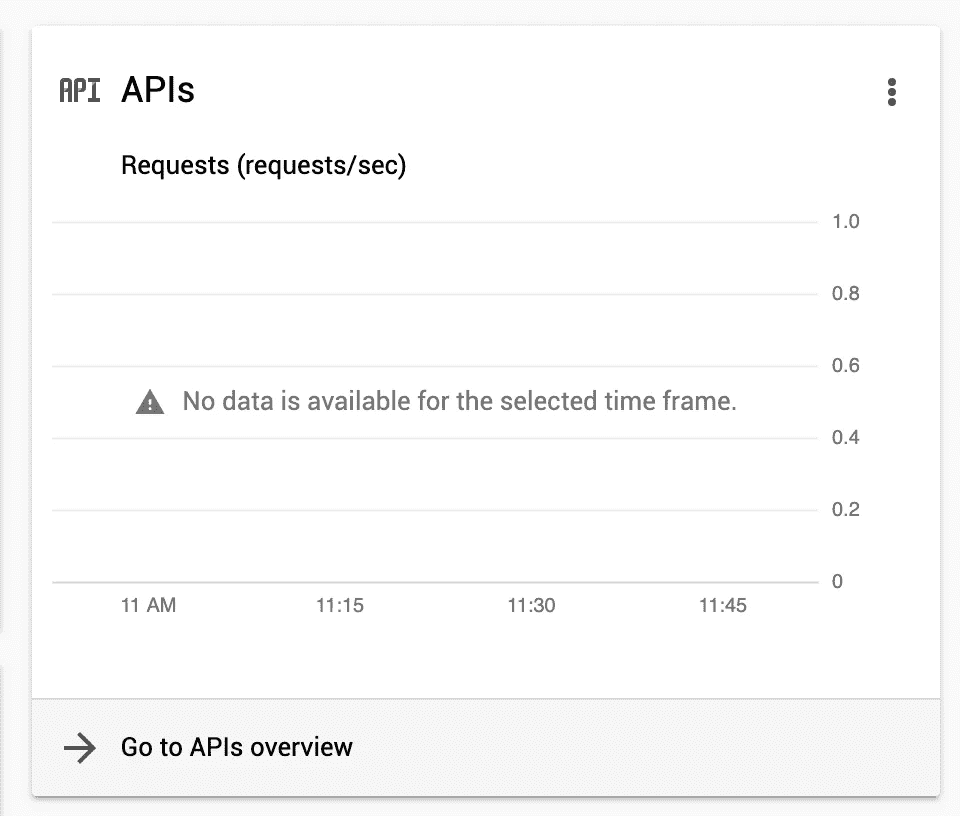 API APIs
Requests (requests/sec)
1.0
0.8
0.6
No data is available for the selected time frame.
0.4
0.2
0
11 AM 11:15 11:30 11:45
Go to APIs overview